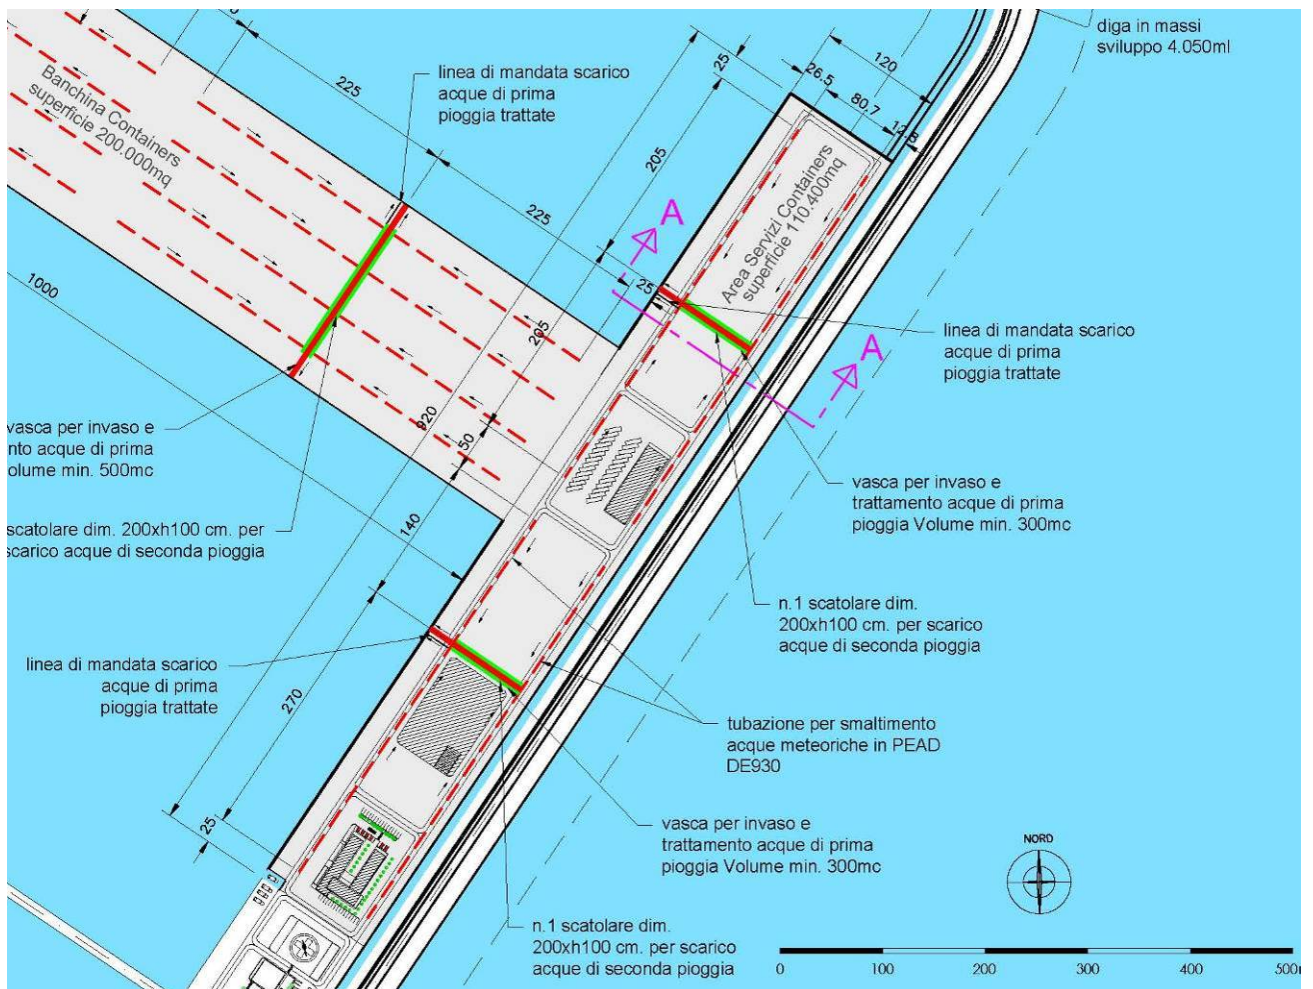 diga in massi
sviluppo 4.050ml
120
26.5
80.7
12.8
25
225
205
linea di mandata scarico
acque di prima
pioggia trattate
Banchina Containers
superficie 200.000mq
Area Servizi Containers
superficie 110.400mq
A
225
25
1000
205
linea di mandata scarico
acque di prima
pioggia trattate
A
920
50
vasca per invaso e
nto acque di prima
olume min. 500mc
vasca per invaso e
trattamento acque di prima
pioggia Volume min. 300mc
scatolare dim. 200xh100 cm. per
scarico acque di seconda pioggia
140
n.1 scatolare dim.
200xh100 cm. per scarico
acque di seconda pioggia
linea di mandata scarico
acque di prima
pioggia trattate
270
tubazione per smaltimento
acque meteoriche in PEAD
DE930
25
vasca per invaso e
trattamento acque di prima
pioggia Volume min. 300mc
NORD
n.1 scatolare dim.
200xh100 cm. per scarico
acque di seconda pioggia
0 100 200 300 400 500